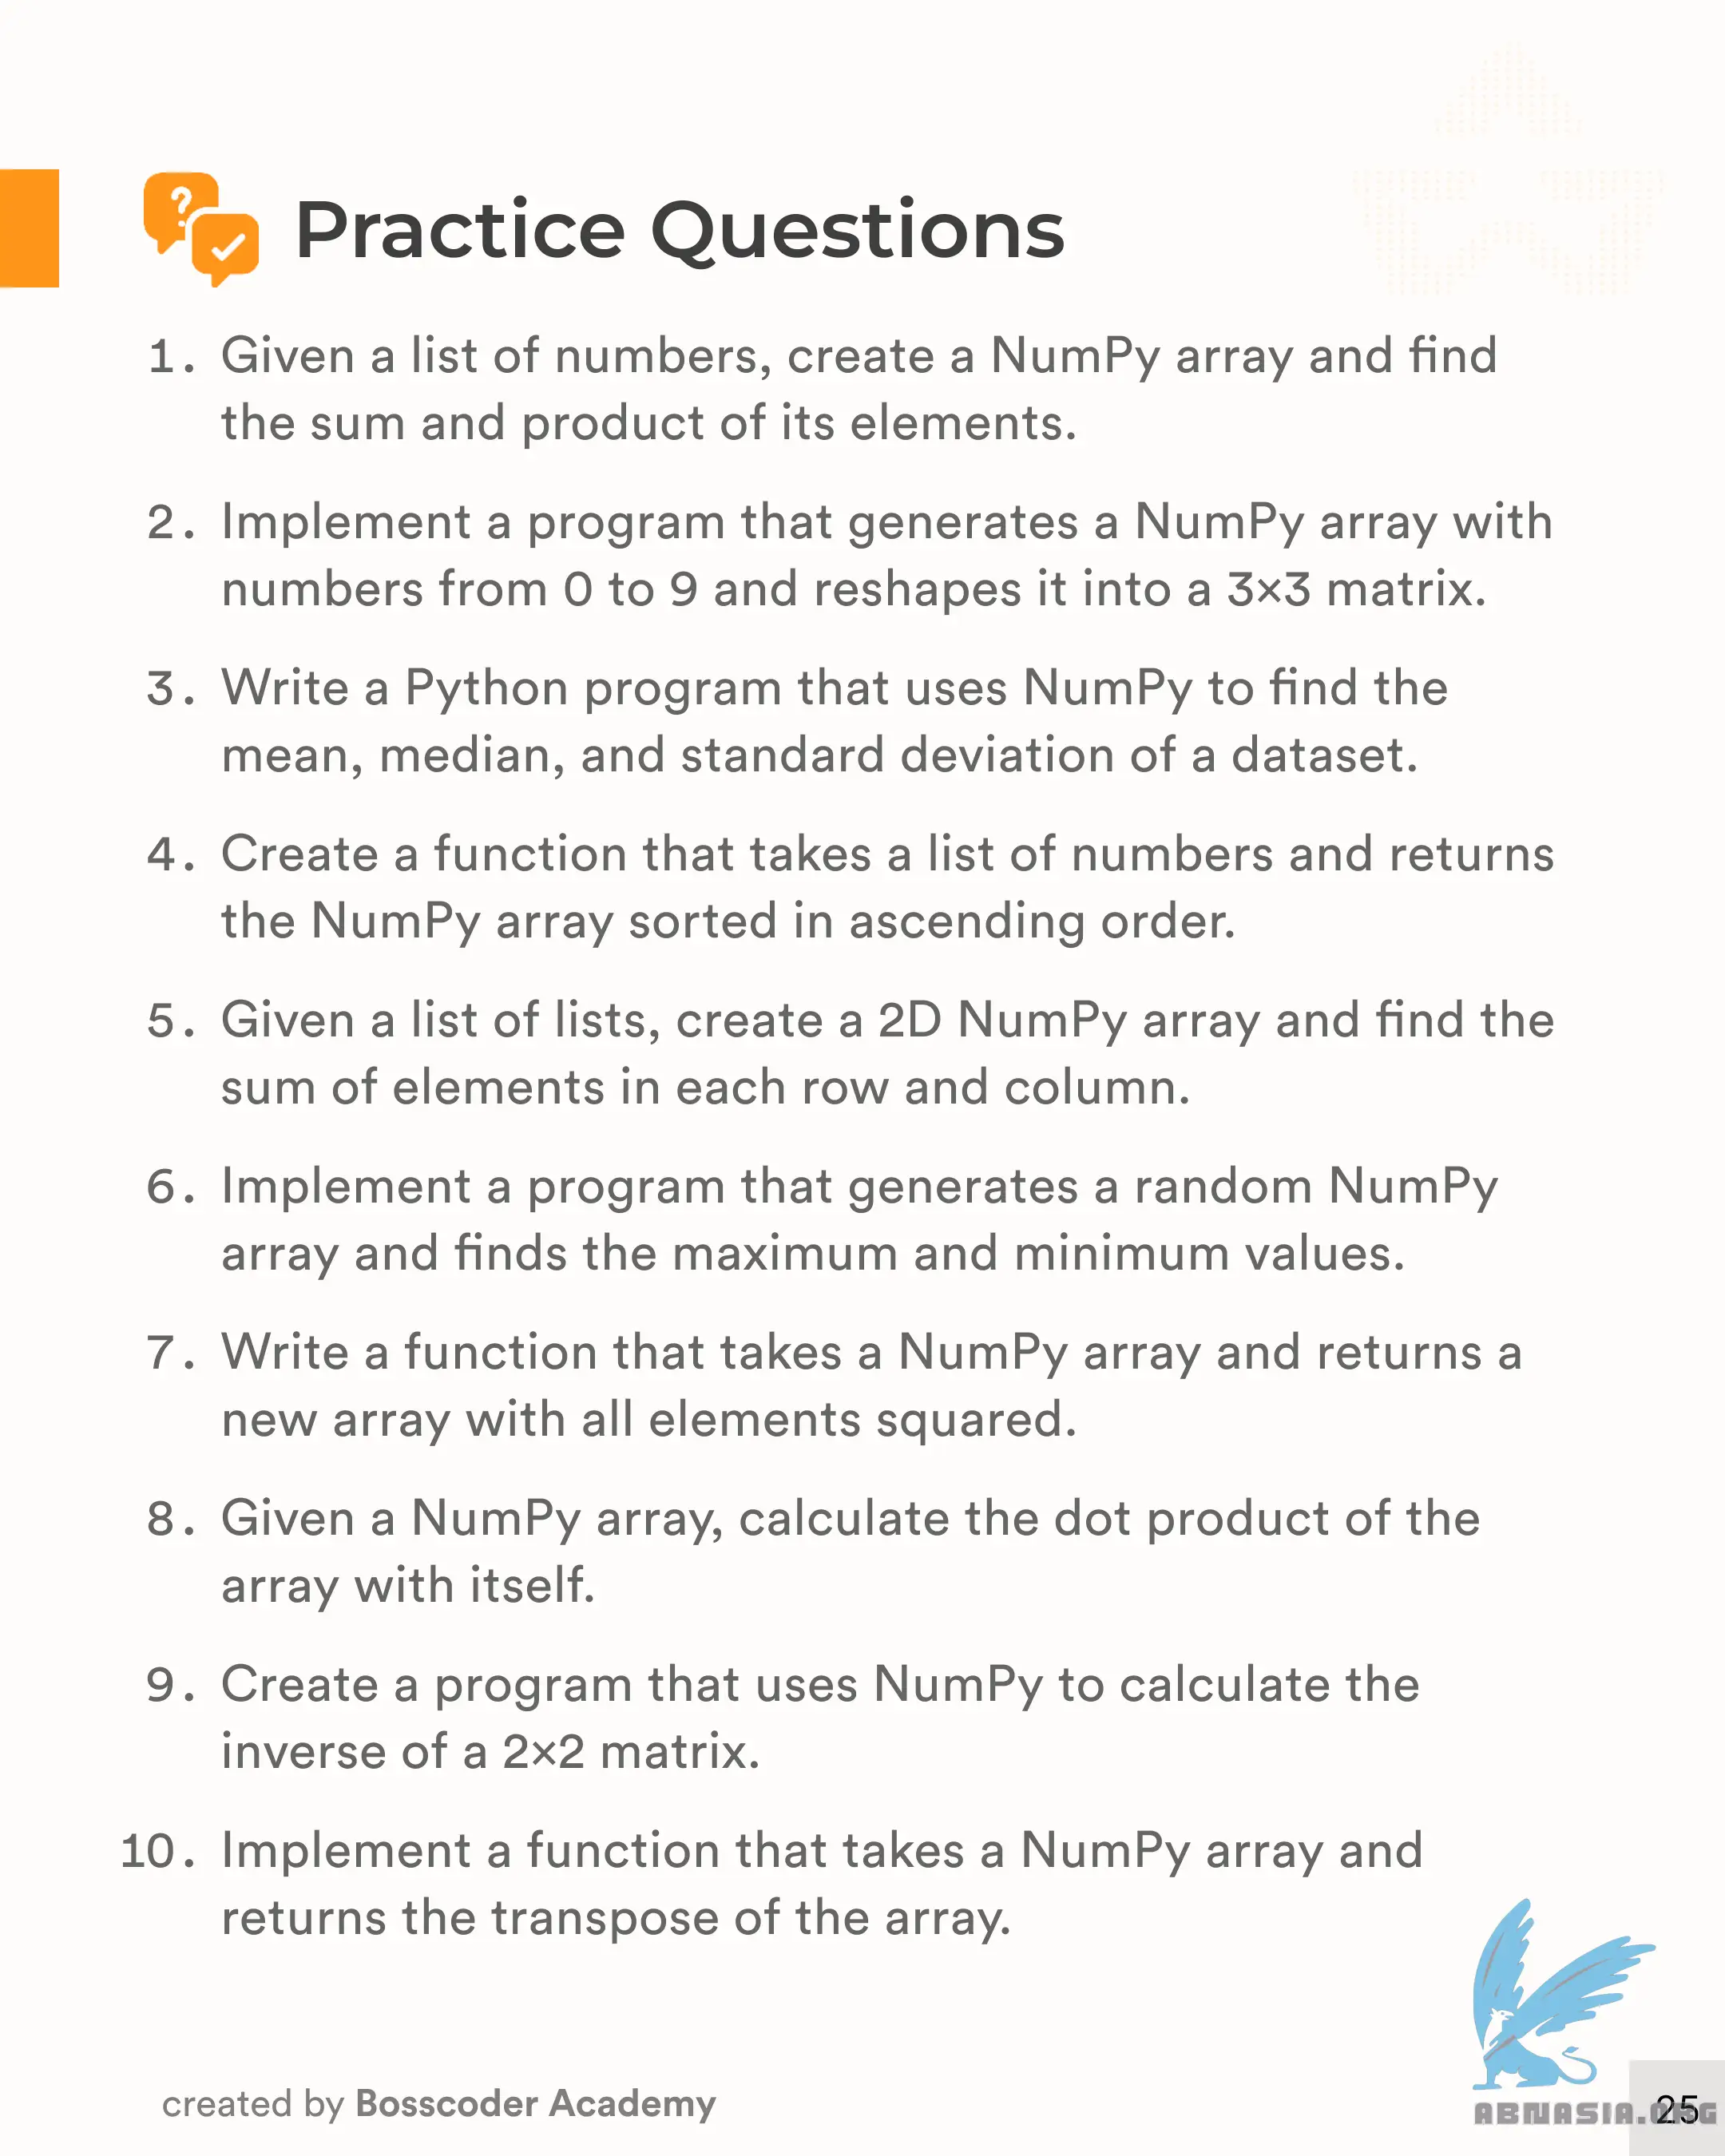 Practice Questions
1. Given a list of numbers, create a NumPy array and find
the sum and product of its elements.
2. Implement a program that generates a NumPy array with
numbers from 0 to 9 and reshapes it into a 3×3 matrix.
3. Write a Python program that uses NumPy to find the
mean, median, and standard deviation of a dataset.
4. Create a function that takes a list of numbers and returns
the NumPy array sorted in ascending order.
5. Given a list of lists, create a 2D NumPy array and find the
sum of elements in each row and column.
6. Implement a program that generates a random NumPy
array and finds the maximum and minimum values.
7. Write a function that takes a NumPy array and returns a
new array with all elements squared.
8. Given a NumPy array, calculate the dot product of the
array with itself.
9. Create a program that uses NumPy to calculate the
inverse of a 2×2 matrix.
10. Implement a function that takes a NumPy array and
returns the transpose of the array.
created by Bosscoder Academy
ABNASIA.ORG
25